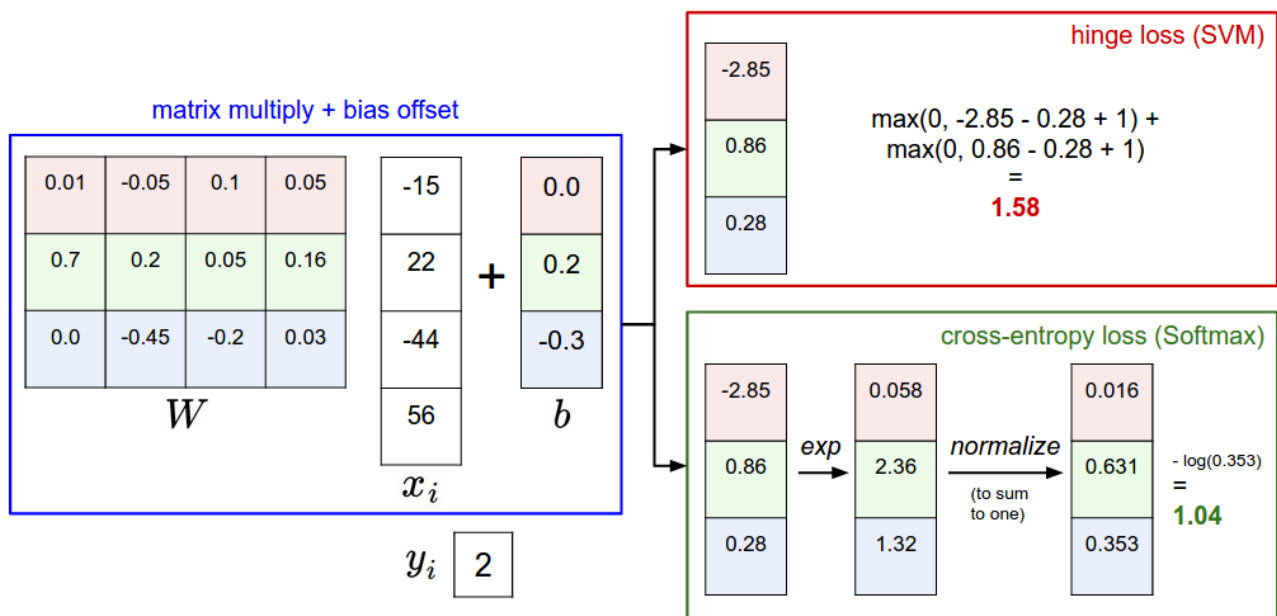 matrix multiply + bias offset
0.01 -0.05 0.1 0.05
0.7 0.2 0.05 0.16
0.0 -0.45 -0.2 0.03
W
-15
22
-44
56
x_i
+
0.0
0.2
-0.3
b
y_i 2
hinge loss (SVM)
-2.85
0.86
0.28
max(0, -2.85 - 0.28 + 1) +
max(0, 0.86 - 0.28 + 1)
=
1.58
cross-entropy loss (Softmax)
-2.85
0.86
0.28
exp
0.058
2.36
1.32
normalize
(to sum
to one)
0.016
0.631
0.353
- log(0.353)
=
1.04